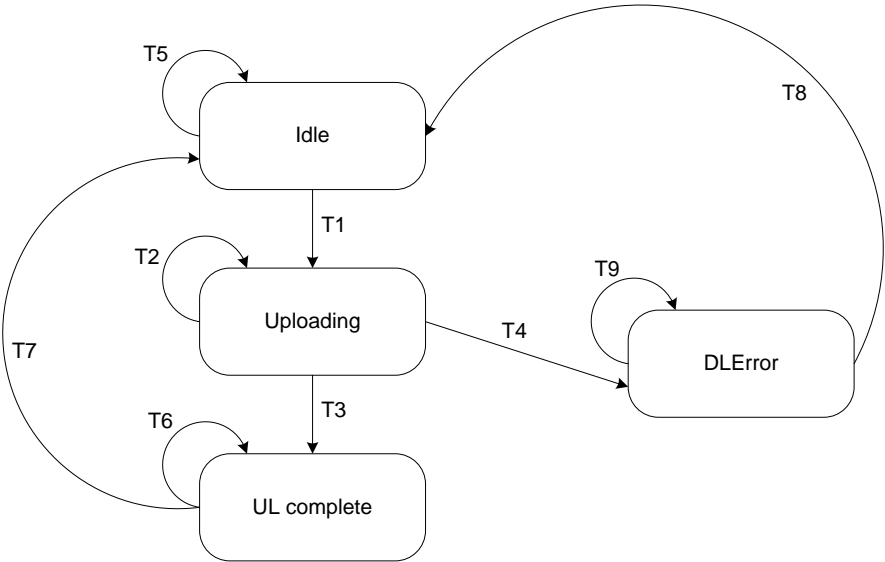 T5
T8
Idle
T1
T2
T9
Uploading
T4
T7
DLError
T3
T6
UL complete